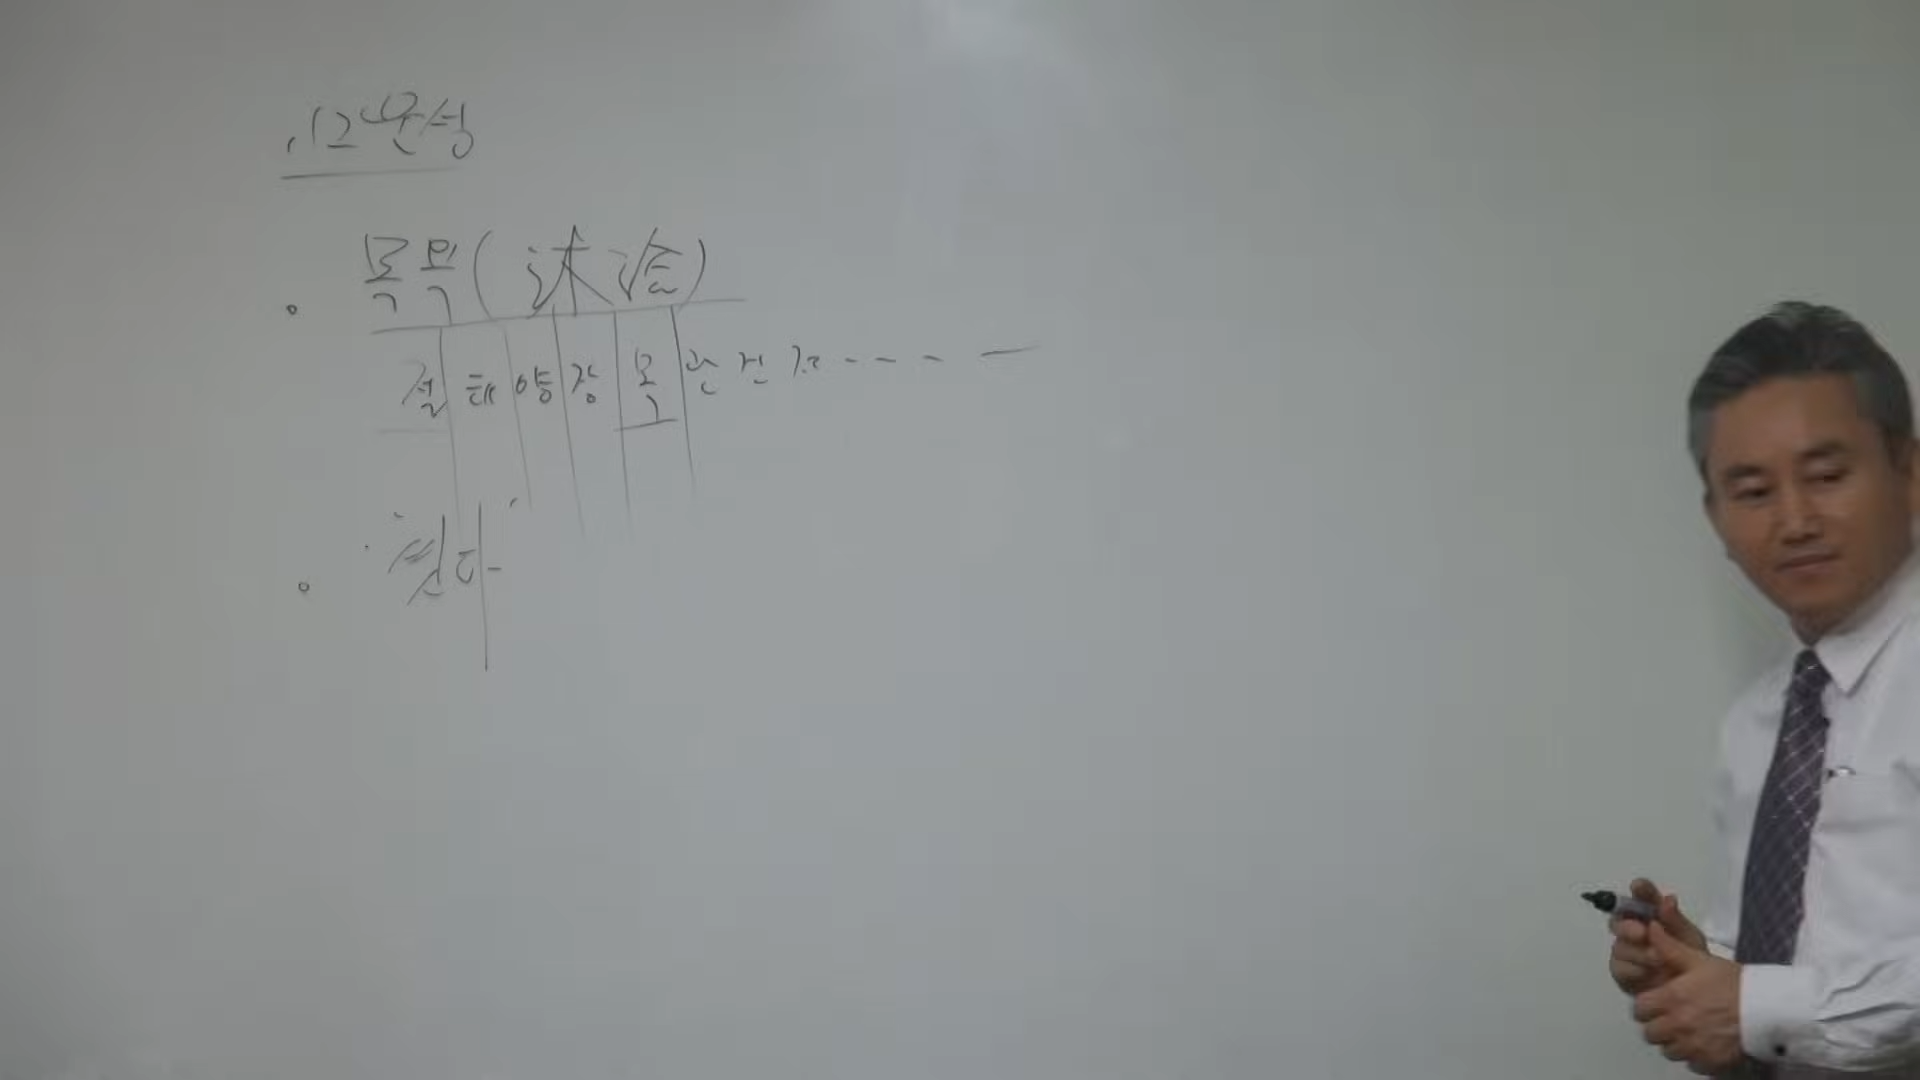 .12운성
목욕(沐浴)
절 태 양 장 목 관 건 ----